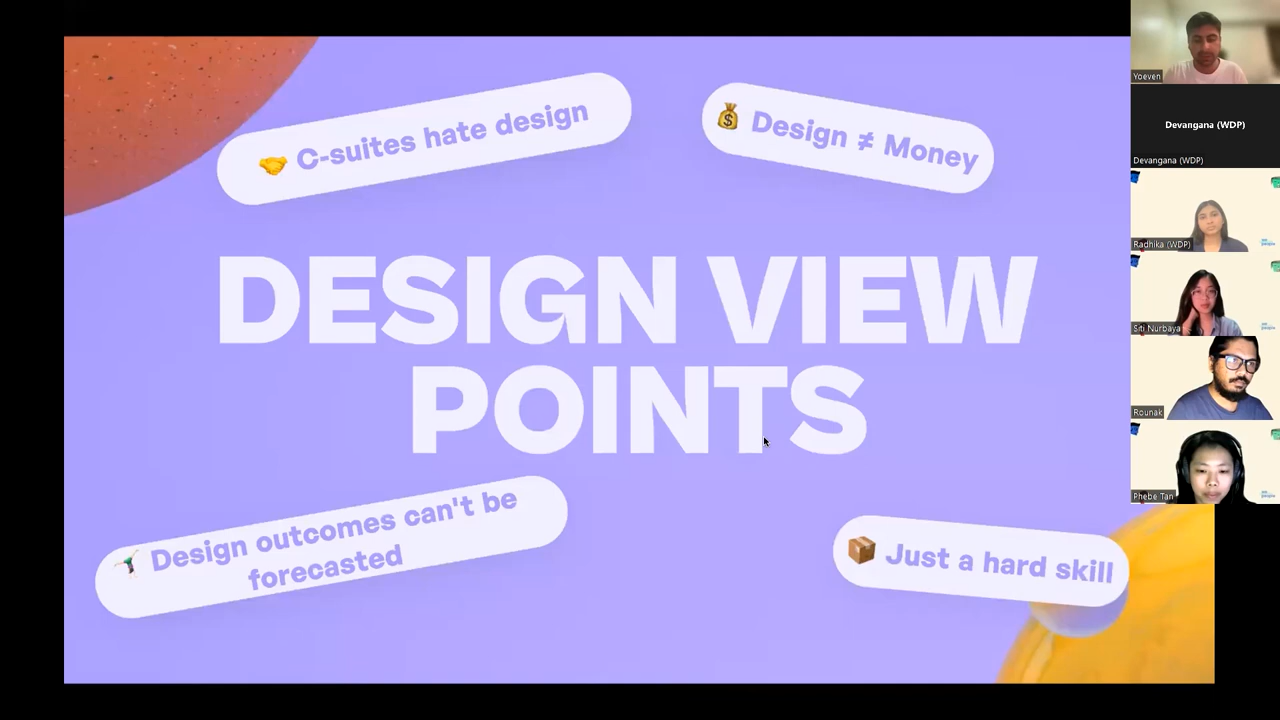 🤝 C-suites hate design
💰 Design ≠ Money
DESIGN VIEW
POINTS
🤸 Design outcomes can't be
forecasted
📦 Just a hard skill
Yoeven
Devangana (WDP)
Devangana (WDP)
Radhika (WDP)
Siti Nurbaya
Rounak
Phebe Tan